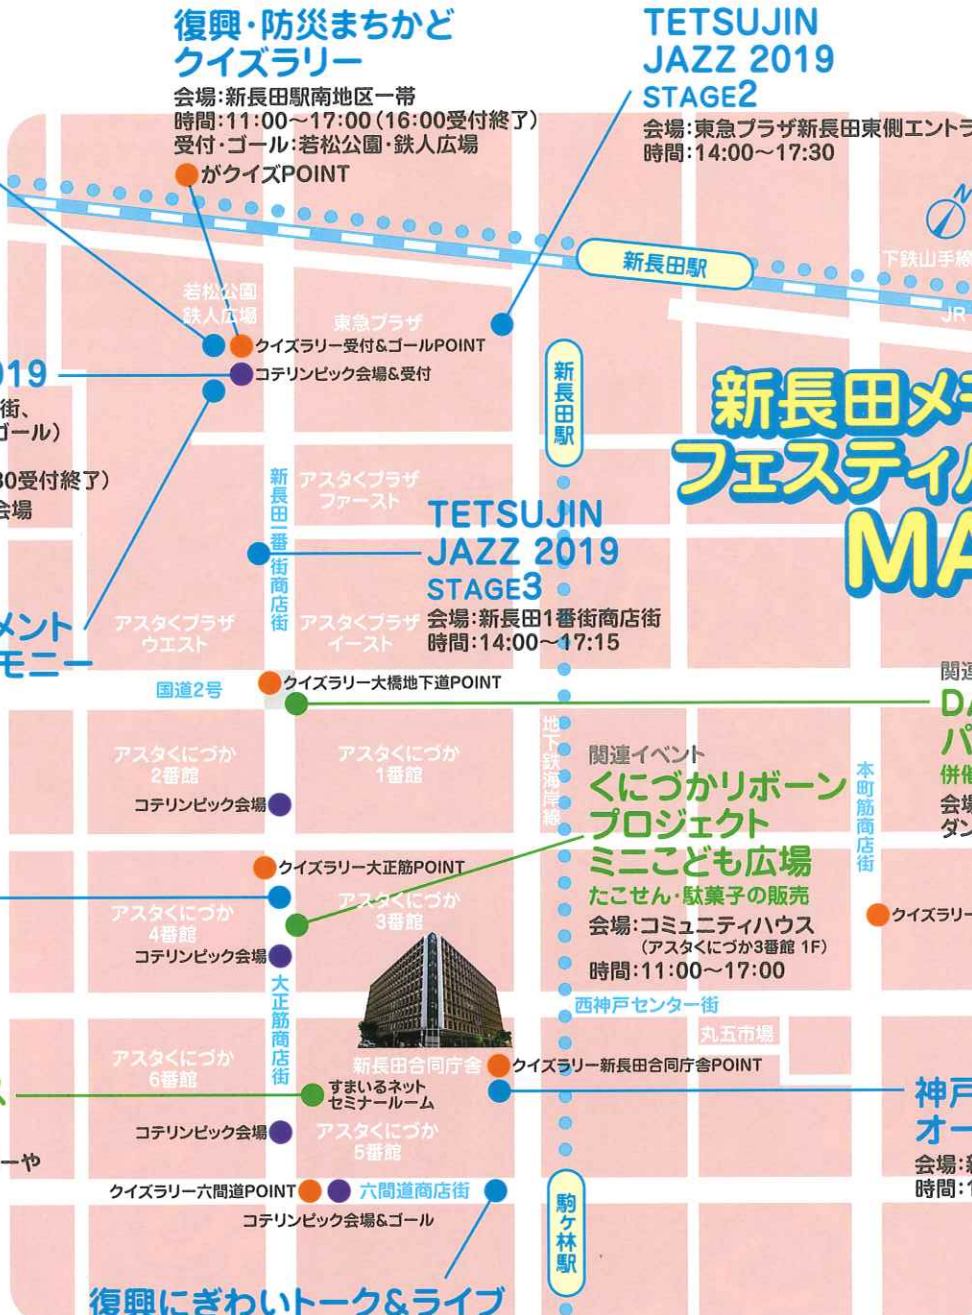 復興・防災まちかど
クイズラリー
会場:新長田駅南地区一帯
時間:11:00〜17:00(16:00受付終了)
受付・ゴール:若松公園・鉄人広場
がクイズPOINT
TETSUJIN
JAZZ 2019
STAGE2
会場:東急プラザ新長田東側エントラ
時間:14:00〜17:30
N
新長田駅
下鉄山手線
JR
若松公園
鉄人広場
東急プラザ
クイズラリー受付&ゴールPOINT
コテリンピック会場&受付
019
街、
ゴール)
30受付終了)
会場
新長田駅
新長田メモ
フェスティバ
MA
新長田一番街商店街
アスタくプラザ
ファースト
TETSUJIN
JAZZ 2019
STAGE3
会場:新長田1番街商店街
時間:14:00〜17:15
メント
モニー
アスタくプラザ
ウエスト
アスタくプラザ
イースト
国道2号
クイズラリー大橋地下道POINT
関連
DA
パ
併催
会場
ダン
アスタくにづか
2番館
アスタくにづか
1番館
コテリンピック会場
地下鉄海岸線
関連イベント
くにづかリボーン
プロジェクト
ミニこども広場
たこせん・駄菓子の販売
会場:コミュニティハウス
(アスタくにづか3番館 1F)
時間:11:00〜17:00
本町筋商店街
クイズラリー
クイズラリー大正筋POINT
アスタくにづか
4番館
アスタくにづか
3番館
コテリンピック会場
大正筋商店街
西神戸センター街
丸五市場
アスタくにづか
6番館
新長田合同庁舎
クイズラリー新長田合同庁舎POINT
ス
すまいるネット
セミナールーム
神戸
オー
会場:新
時間:1
コテリンピック会場
アスタくにづか
5番館
ーや
クイズラリー六間道POINT
六間道商店街
コテリンピック会場&ゴール
駒ヶ林駅
復興にぎわいトーク&ライブ